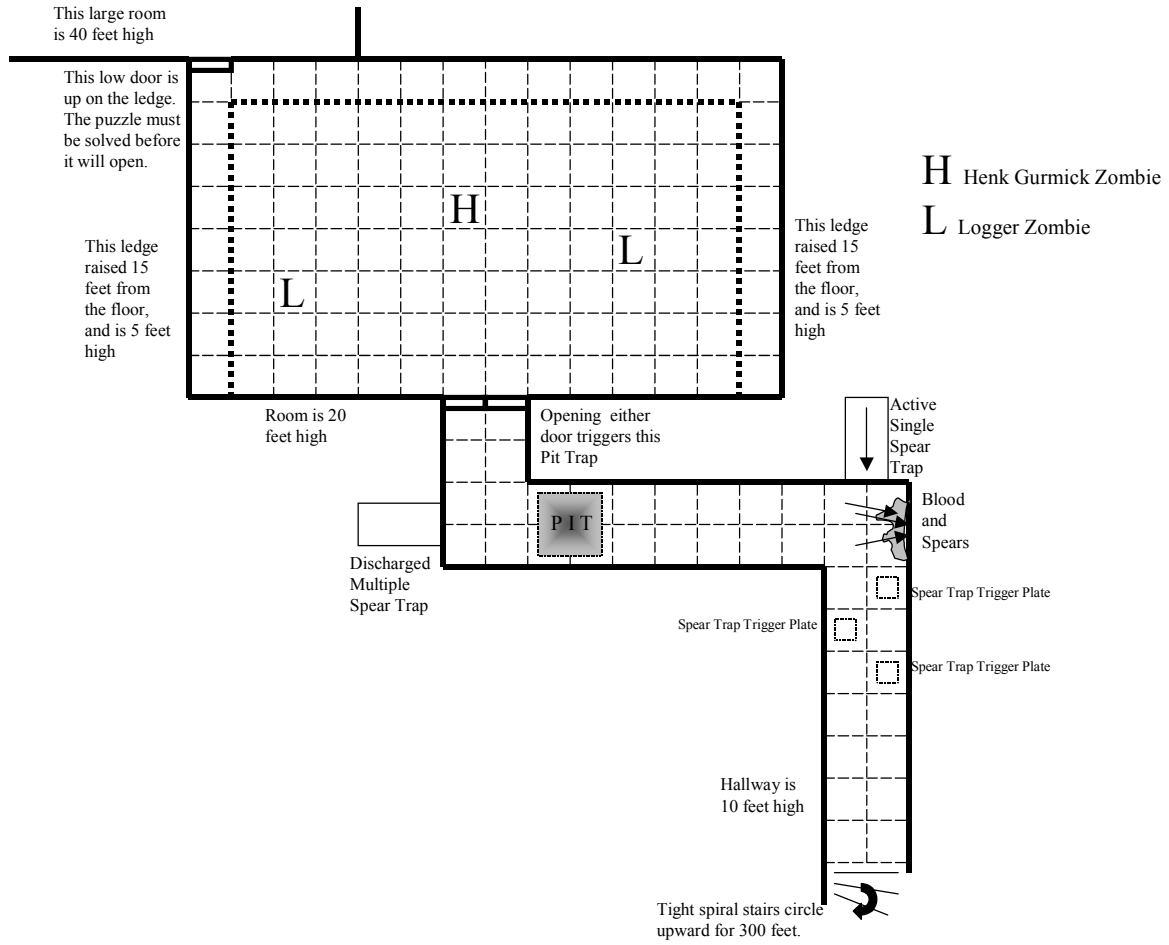 This large room
is 40 feet high
This low door is
up on the ledge.
The puzzle must
be solved before
it will open.
H Henk Gurmick Zombie
L Logger Zombie
H
L
L
This ledge
raised 15
feet from
the floor,
and is 5 feet
high
This ledge
raised 15
feet from
the floor,
and is 5 feet
high
Room is 20
feet high
Opening either
door triggers this
Pit Trap
Active
Single
Spear
Trap
PIT
Blood
and
Spears
Discharged
Multiple
Spear Trap
Spear Trap Trigger Plate
Spear Trap Trigger Plate
Spear Trap Trigger Plate
Hallway is
10 feet high
Tight spiral stairs circle
upward for 300 feet.